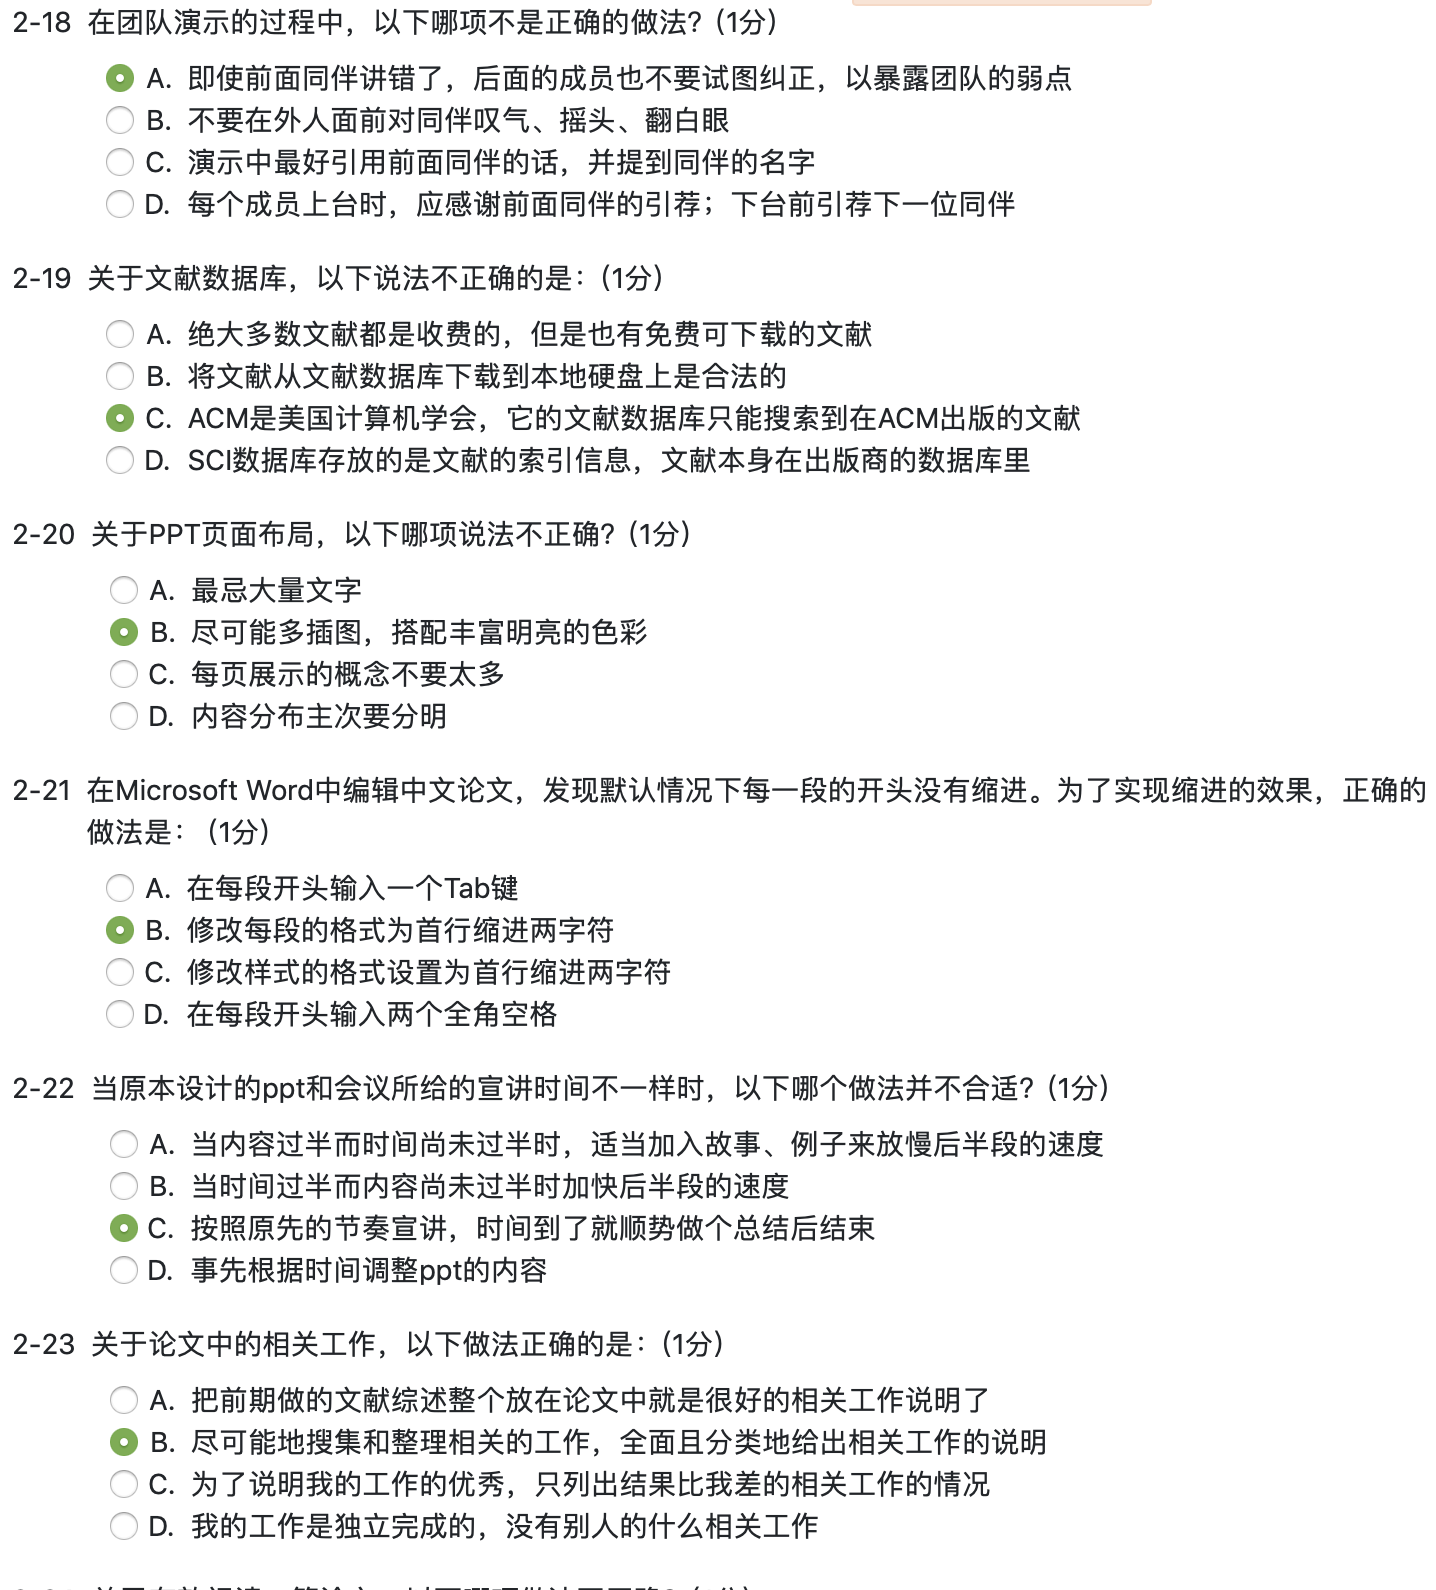 2-18 在团队演示的过程中，以下哪项不是正确的做法？(1分)
A. 即使前面同伴讲错了，后面的成员也不要试图纠正，以暴露团队的弱点
B. 不要在外人面前对同伴叹气、摇头、翻白眼
C. 演示中最好引用前面同伴的话，并提到同伴的名字
D. 每个成员上台时，应感谢前面同伴的引荐；下台前引荐下一位同伴
2-19 关于文献数据库，以下说法不正确的是：(1分)
A. 绝大多数文献都是收费的，但是也有免费可下载的文献
B. 将文献从文献数据库下载到本地硬盘上是合法的
C. ACM是美国计算机学会，它的文献数据库只能搜索到在ACM出版的文献
D. SCI数据库存放的是文献的索引信息，文献本身在出版商的数据库里
2-20 关于PPT页面布局，以下哪项说法不正确？(1分)
A. 最忌大量文字
B. 尽可能多插图，搭配丰富明亮的色彩
C. 每页展示的概念不要太多
D. 内容分布主次要分明
2-21 在Microsoft Word中编辑中文论文，发现默认情况下每一段的开头没有缩进。为了实现缩进的效果，正确的
做法是： (1分)
A. 在每段开头输入一个Tab键
B. 修改每段的格式为首行缩进两字符
C. 修改样式的格式设置为首行缩进两字符
D. 在每段开头输入两个全角空格
2-22 当原本设计的ppt和会议所给的宣讲时间不一样时，以下哪个做法并不合适？(1分)
A. 当内容过半而时间尚未过半时，适当加入故事、例子来放慢后半段的速度
B. 当时间过半而内容尚未过半时加快后半段的速度
C. 按照原先的节奏宣讲，时间到了就顺势做个总结后结束
D. 事先根据时间调整ppt的内容
2-23 关于论文中的相关工作，以下做法正确的是：(1分)
A. 把前期做的文献综述整个放在论文中就是很好的相关工作说明了
B. 尽可能地搜集和整理相关的工作，全面且分类地给出相关工作的说明
C. 为了说明我的工作的优秀，只列出结果比我差的相关工作的情况
D. 我的工作是独立完成的，没有别人的什么相关工作